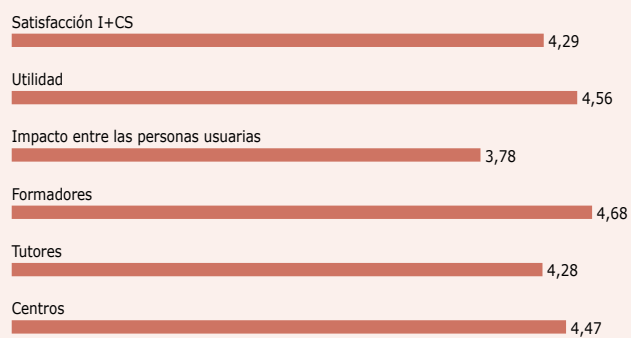 Satisfacción I+CS
4,29
Utilidad
4,56
Impacto entre las personas usuarias
3,78
Formadores
4,68
Tutores
4,28
Centros
4,47